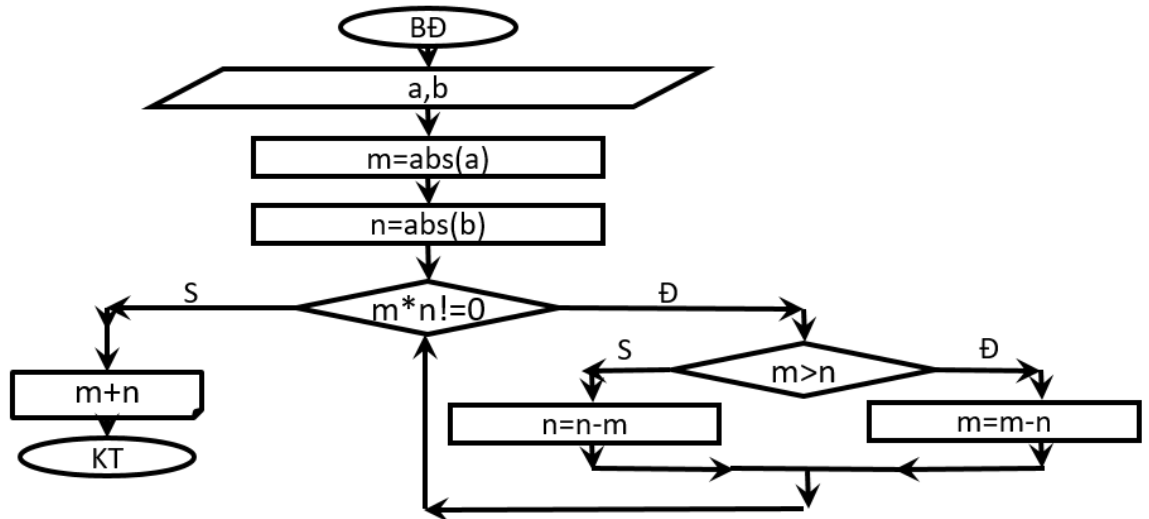 BĐ
a,b
m=abs(a)
n=abs(b)
S
m*n!=0
Đ
S
m>n
Đ
m+n
n=n-m
m=m-n
KT